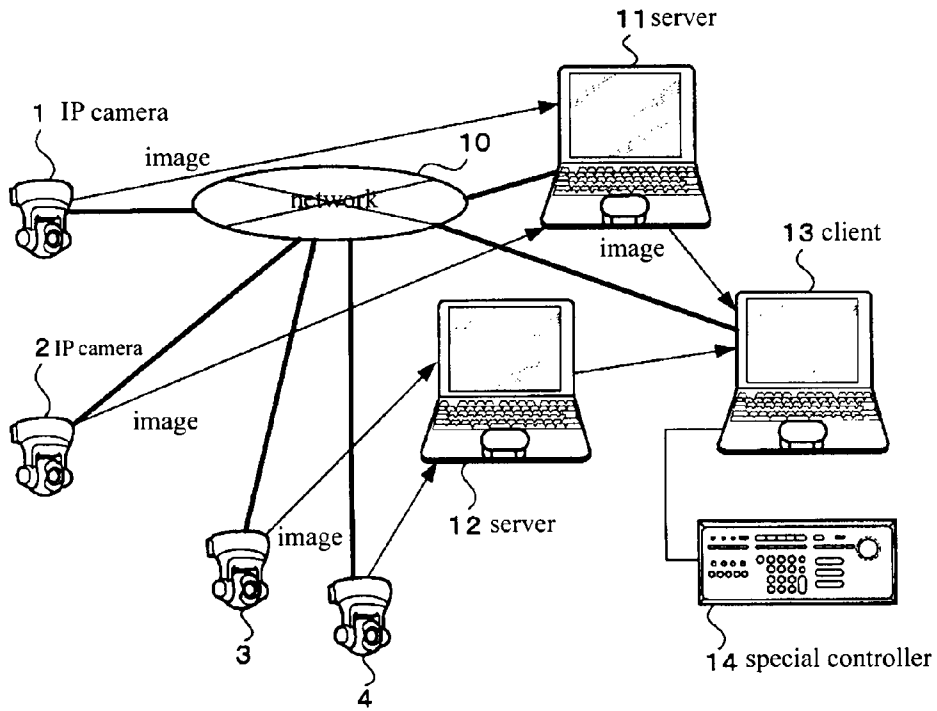 11 server
1 IP camera
10
image
network
13 client
image
2 IP camera
image
12 server
image
3
4
14 special controller